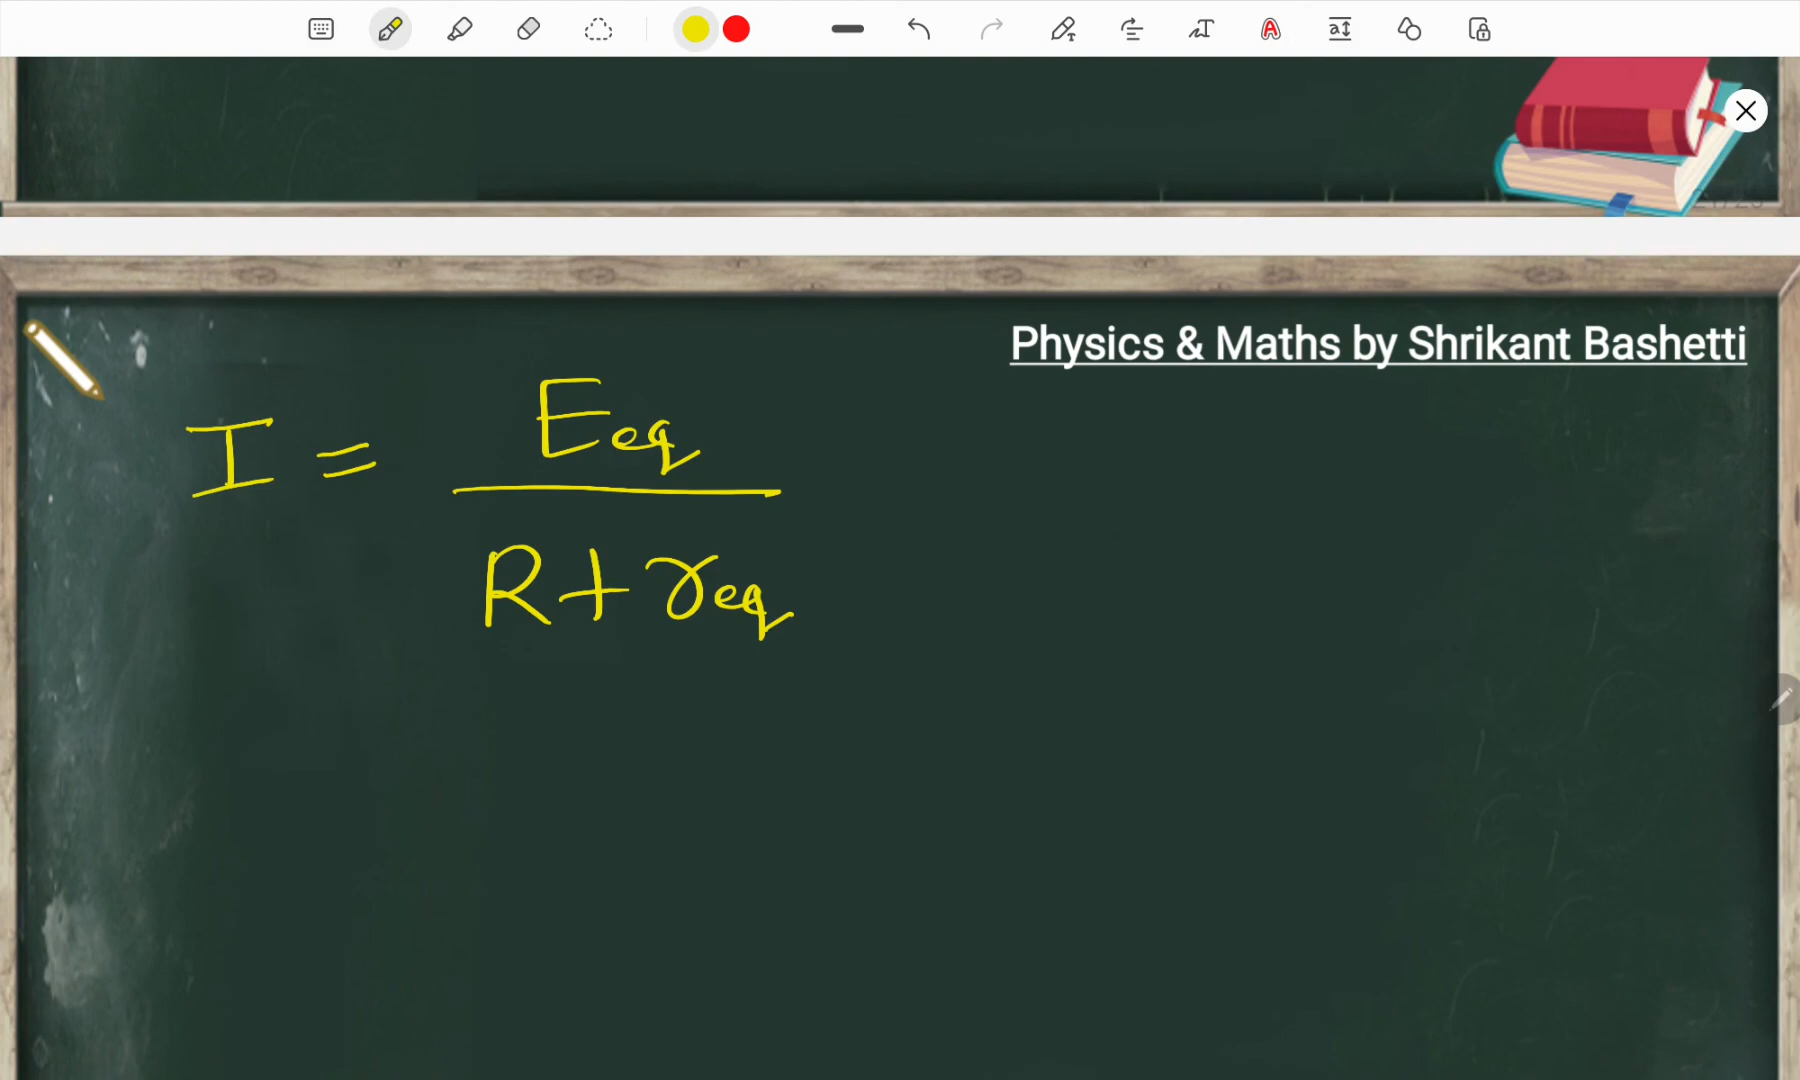 Physics & Maths by Shrikant Bashetti
I = Eeq
R + req